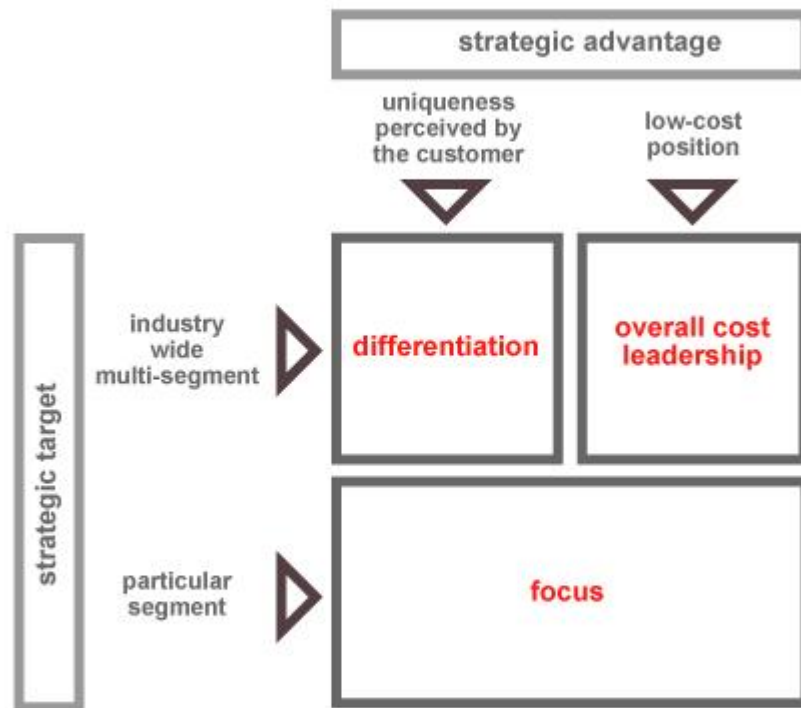 strategic advantage
uniqueness
perceived by
the customer
low-cost
position
strategic target
industry
wide
multi-segment
differentiation
overall cost
leadership
particular
segment
focus